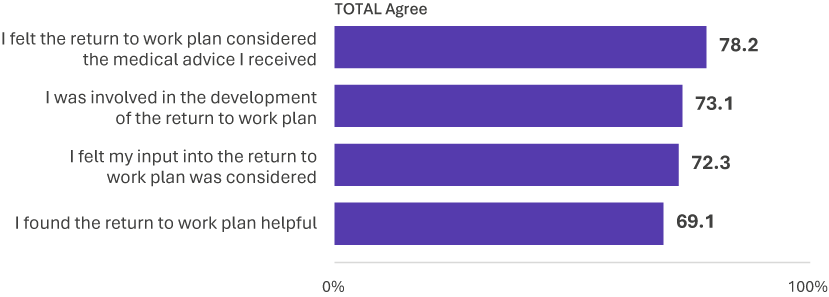 TOTAL Agree
I felt the return to work plan considered
the medical advice I received
78.2
I was involved in the development
of the return to work plan
73.1
I felt my input into the return to
work plan was considered
72.3
I found the return to work plan helpful
69.1
0%
100%